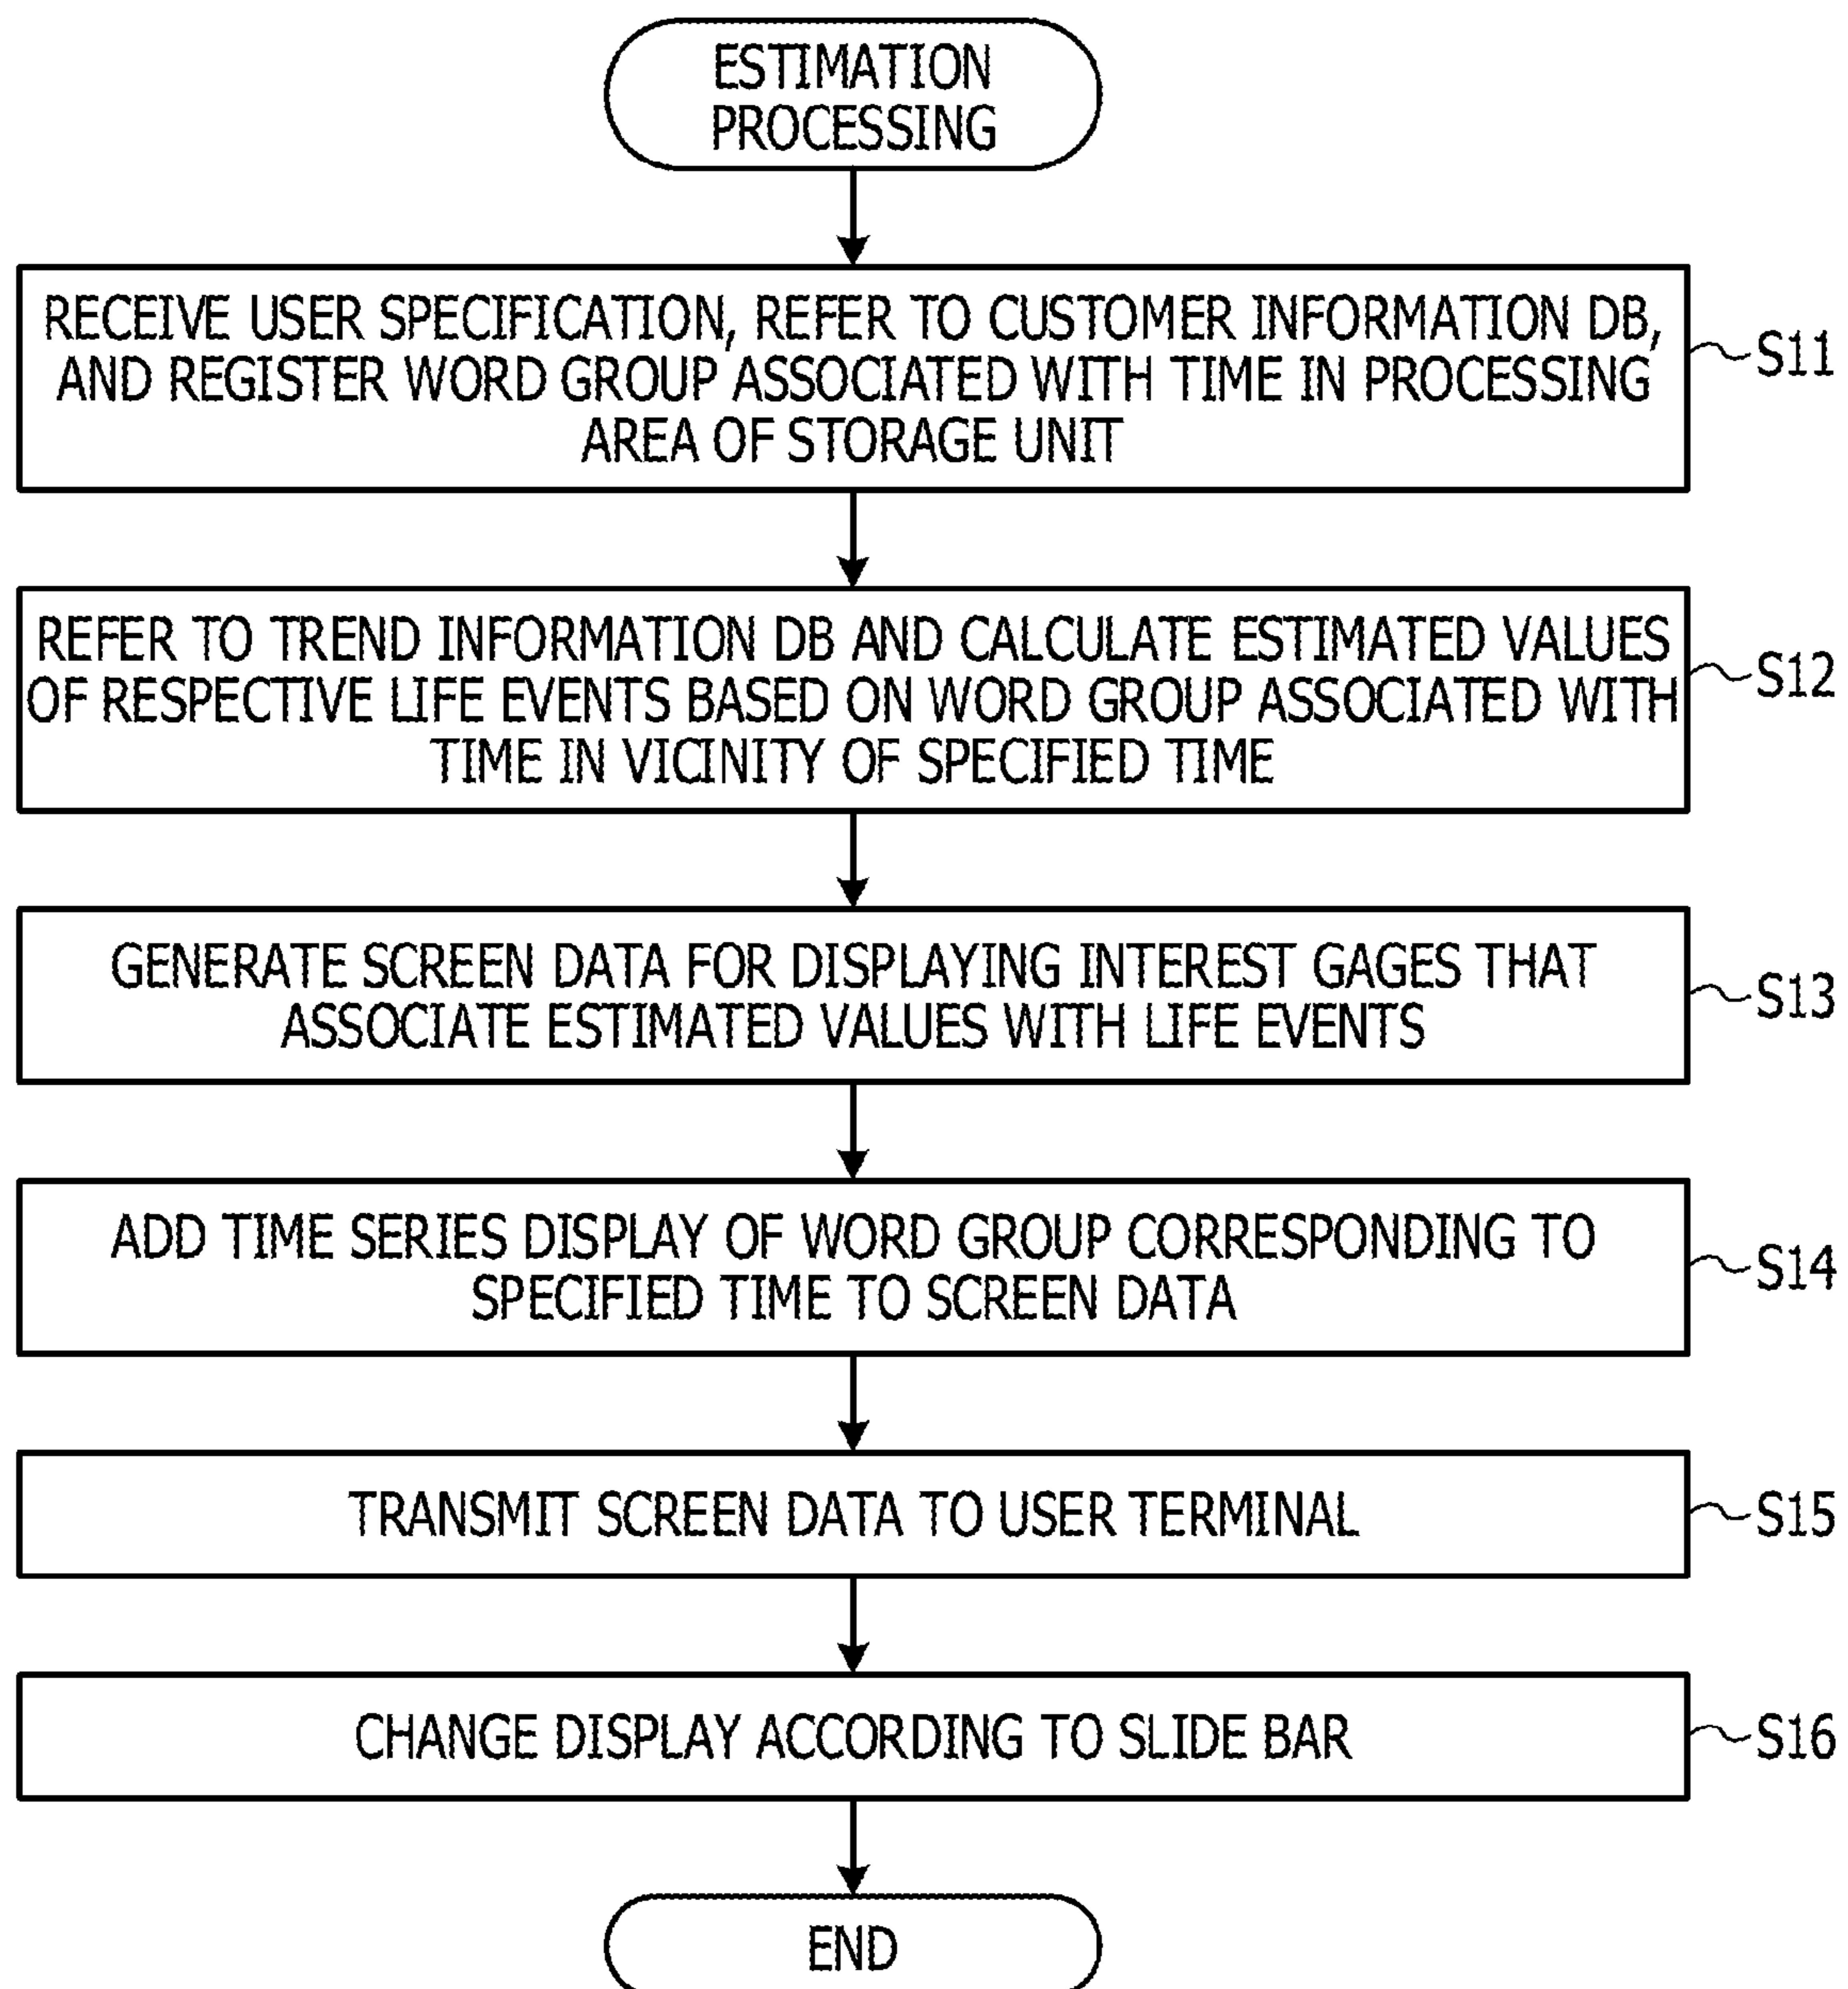 ESTIMATION
PROCESSING
RECEIVE USER SPECIFICATION, REFER TO CUSTOMER INFORMATION DB,
AND REGISTER WORD GROUP ASSOCIATED WITH TIME IN PROCESSING
AREA OF STORAGE UNIT
S11
REFER TO TREND INFORMATION DB AND CALCULATE ESTIMATED VALUES
OF RESPECTIVE LIFE EVENTS BASED ON WORD GROUP ASSOCIATED WITH
TIME IN VICINITY OF SPECIFIED TIME
S12
GENERATE SCREEN DATA FOR DISPLAYING INTEREST GAGES THAT
ASSOCIATE ESTIMATED VALUES WITH LIFE EVENTS
S13
ADD TIME SERIES DISPLAY OF WORD GROUP CORRESPONDING TO
SPECIFIED TIME TO SCREEN DATA
S14
TRANSMIT SCREEN DATA TO USER TERMINAL
S15
CHANGE DISPLAY ACCORDING TO SLIDE BAR
S16
END